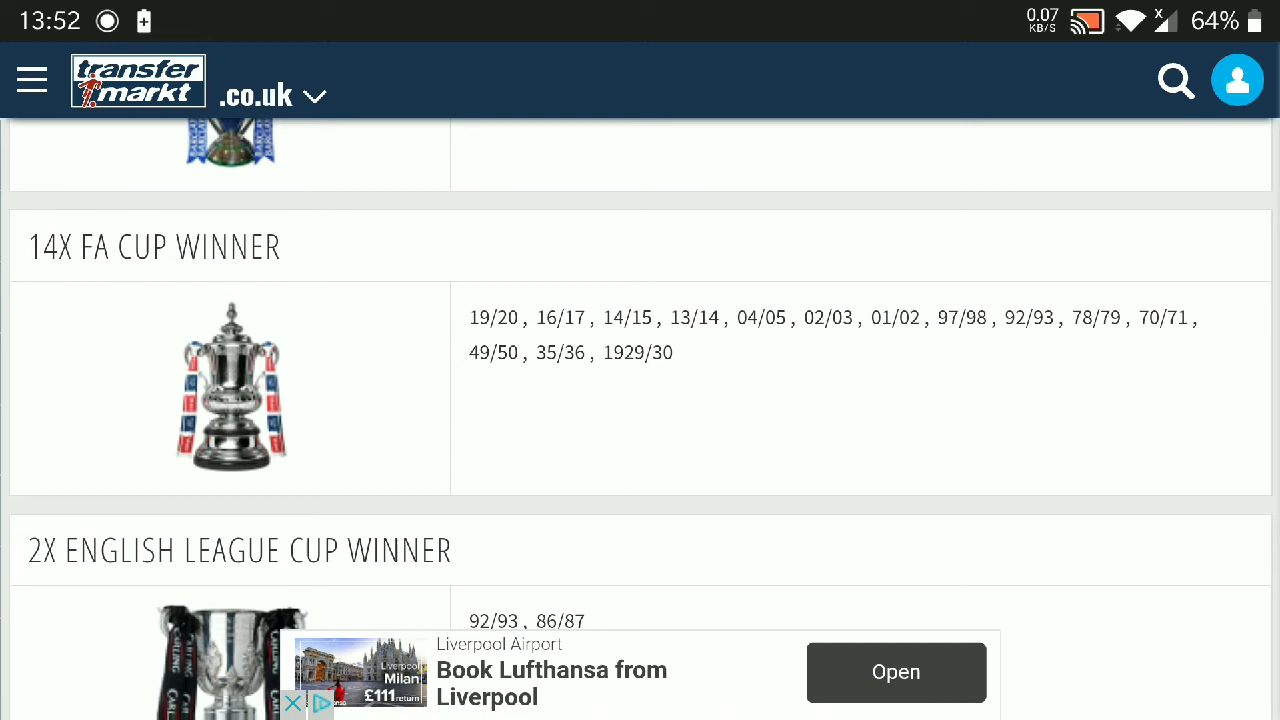 13:52
0.07
KB/S
X
64%
transfer
markt
.co.uk
14X FA CUP WINNER
19/20 , 16/17 , 14/15 , 13/14 , 04/05 , 02/03 , 01/02 , 97/98 , 92/93 , 78/79 , 70/71 ,
49/50 , 35/36 , 1929/30
2X ENGLISH LEAGUE CUP WINNER
92/93 , 86/87
CARLING
Liverpool Airport
Book Lufthansa from
Liverpool
Liverpool
Milan
£111 return
Open